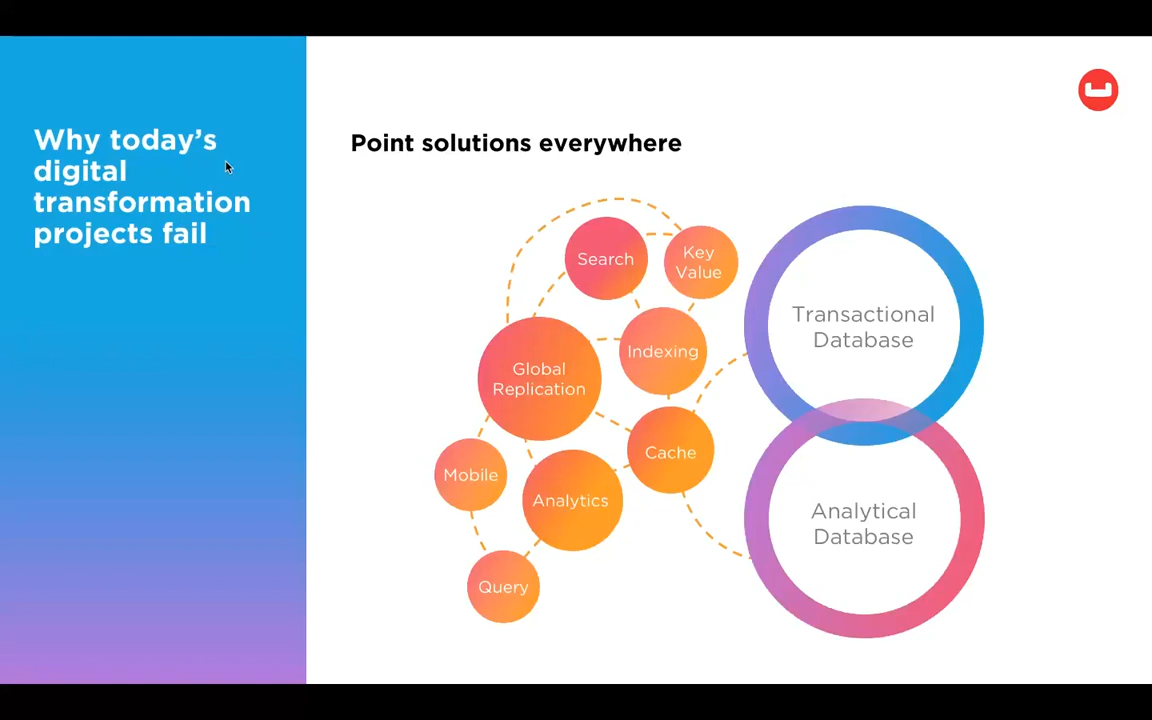 Why today’s
digital
transformation
projects fail
Point solutions everywhere
Search
Key
Value
Transactional
Database
Indexing
Global
Replication
Cache
Mobile
Analytics
Analytical
Database
Query